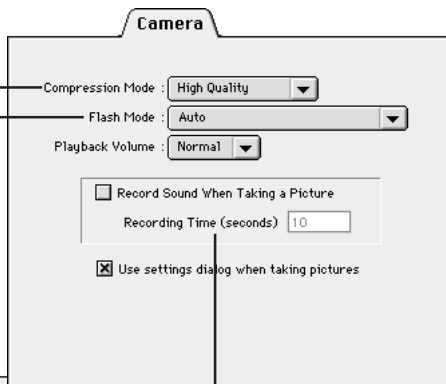 Camera
Compression Mode : High Quality
Flash Mode : Auto
Playback Volume : Normal
Record Sound When Taking a Picture
Recording Time (seconds) 10
Use settings dialog when taking pictures